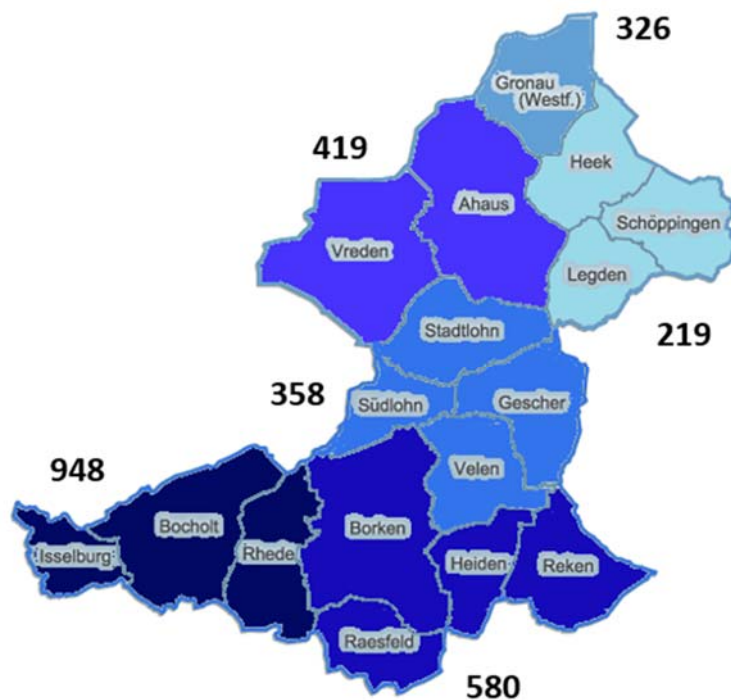 326
Gronau
(Westf.)
419
Heek
Ahaus
Schöppingen
Vreden
Legden
Stadtlohn
219
358
Südlohn
Gescher
948
Velen
Bocholt
Borken
Isselburg
Rhede
Heiden
Reken
Raesfeld
580